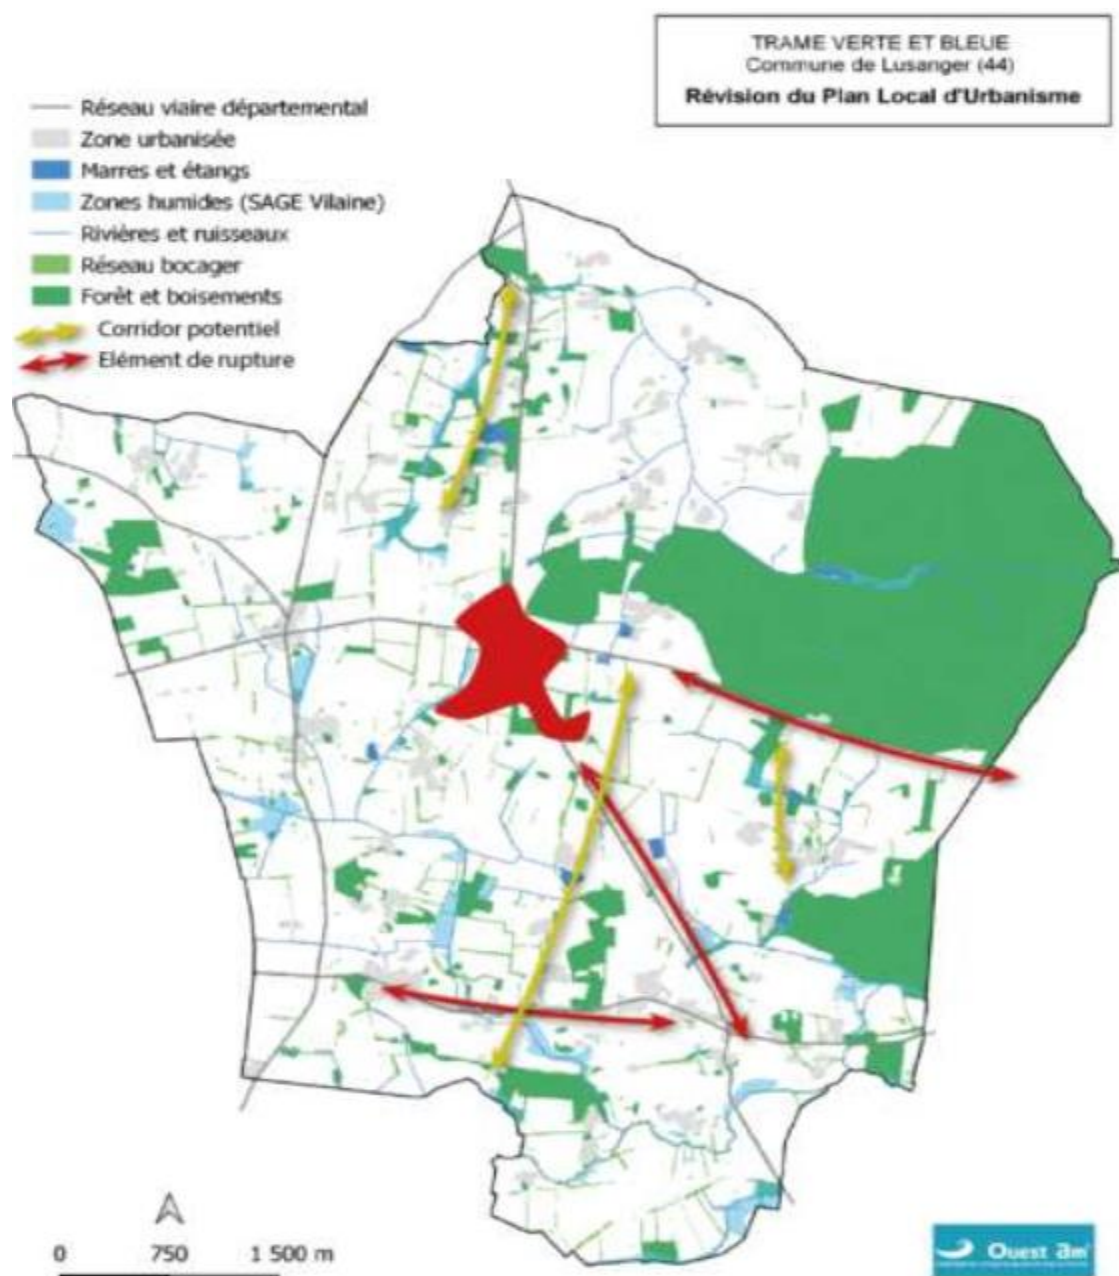 TRAME VERTE ET BLEUE
Commune de Lusanger (44)
Révision du Plan Local d'Urbanisme
Réseau viaire départemental
Zone urbanisée
Marres et étangs
Zones humides (SAGE Vilaine)
Rivières et ruisseaux
Réseau bocager
Forêt et boisements
Corridor potentiel
Elément de rupture
0 750 1 500 m
Ouest am'